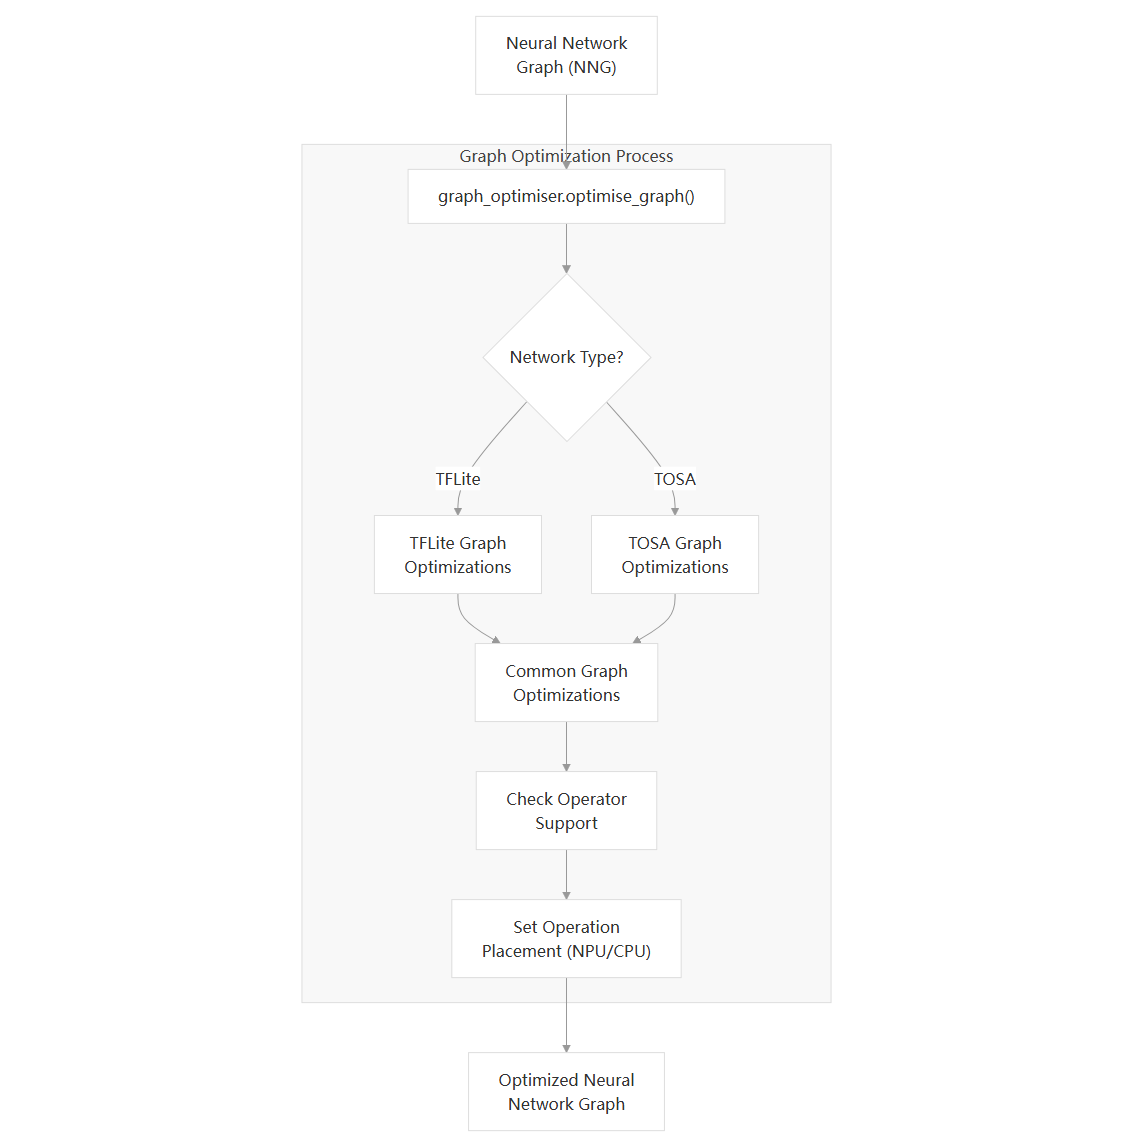 Neural Network
Graph (NNG)
Graph Optimization Process
graph_optimiser.optimise_graph()
Network Type?
TFLite
TOSA
TFLite Graph
Optimizations
TOSA Graph
Optimizations
Common Graph
Optimizations
Check Operator
Support
Set Operation
Placement (NPU/CPU)
Optimized Neural
Network Graph